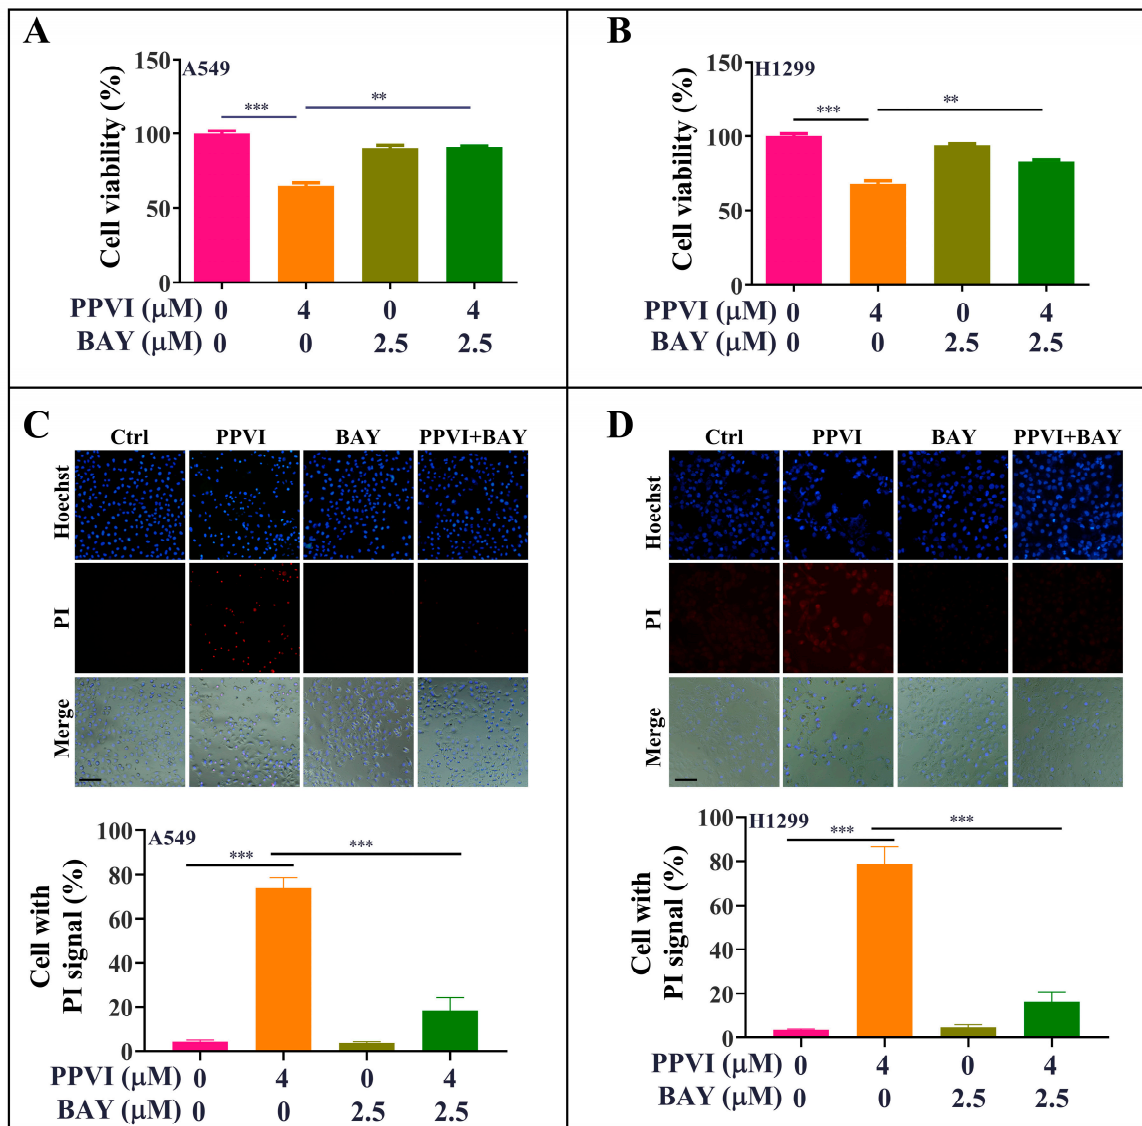 A
B
A549
H1299
Cell viability (%)
150
100
50
0
***
**
PPVI (μM) 0 4 0 4
BAY (μM) 0 0 2.5 2.5
Cell viability (%)
150
100
50
0
***
**
PPVI (μM) 0 4 0 4
BAY (μM) 0 0 2.5 2.5
C
Ctrl PPVI BAY PPVI+BAY
Hoechst
PI
Merge
A549
Cell with
PI signal (%)
100
80
60
40
20
0
***
***
PPVI (μM) 0 4 0 4
BAY (μM) 0 0 2.5 2.5
D
Ctrl PPVI BAY PPVI+BAY
Hoechst
PI
Merge
H1299
Cell with
PI signal (%)
100
80
60
40
20
0
***
***
PPVI (μM) 0 4 0 4
BAY (μM) 0 0 2.5 2.5